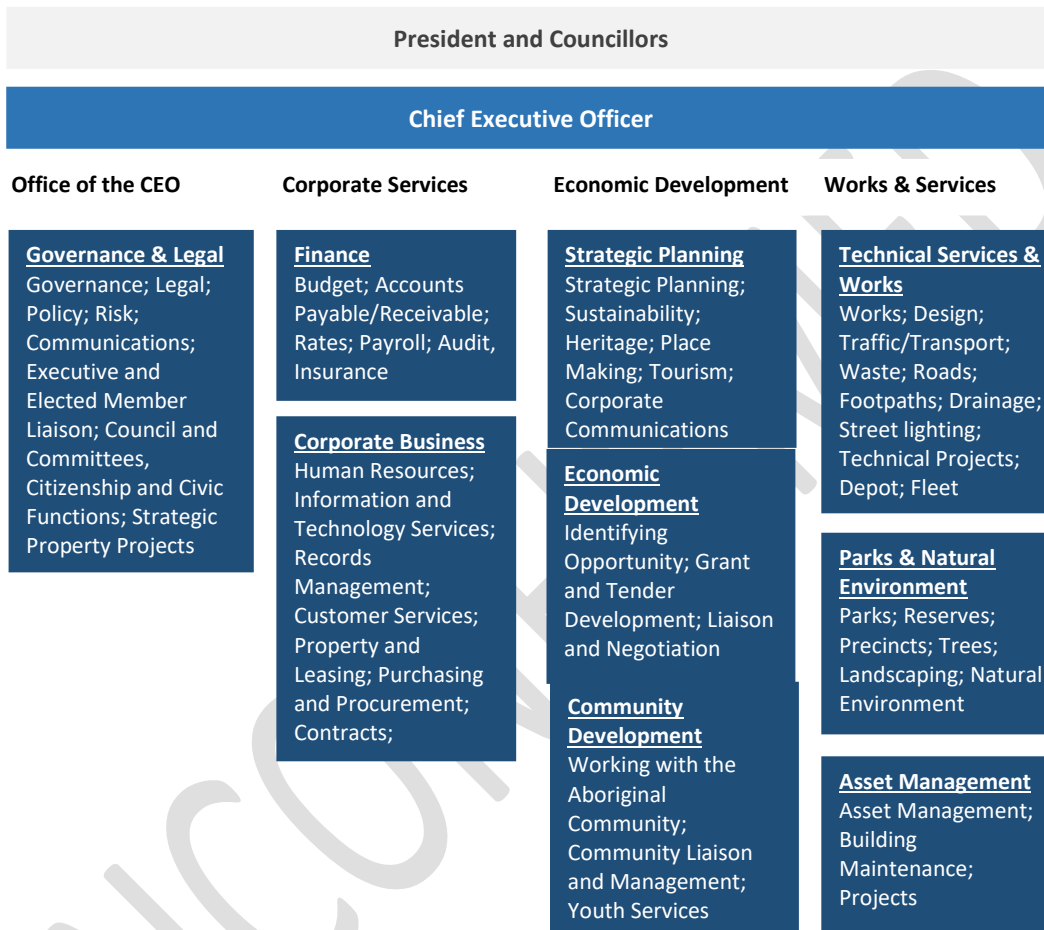 President and Councillors
Chief Executive Officer
Office of the CEO
Corporate Services
Economic Development
Works & Services
Governance & Legal
Governance; Legal;
Policy; Risk;
Communications;
Executive and
Elected Member
Liaison; Council and
Committees,
Citizenship and Civic
Functions; Strategic
Property Projects
Finance
Budget; Accounts
Payable/Receivable;
Rates; Payroll; Audit,
Insurance
Corporate Business
Human Resources;
Information and
Technology Services;
Records
Management;
Customer Services;
Property and
Leasing; Purchasing
and Procurement;
Contracts;
Strategic Planning
Strategic Planning;
Sustainability;
Heritage; Place
Making; Tourism;
Corporate
Communications
Economic
Development
Identifying
Opportunity; Grant
and Tender
Development; Liaison
and Negotiation
Community
Development
Working with the
Aboriginal
Community;
Community Liaison
and Management;
Youth Services
Technical Services &
Works
Works; Design;
Traffic/Transport;
Waste; Roads;
Footpaths; Drainage;
Street lighting;
Technical Projects;
Depot; Fleet
Parks & Natural
Environment
Parks; Reserves;
Precincts; Trees;
Landscaping; Natural
Environment
Asset Management
Asset Management;
Building
Maintenance;
Projects